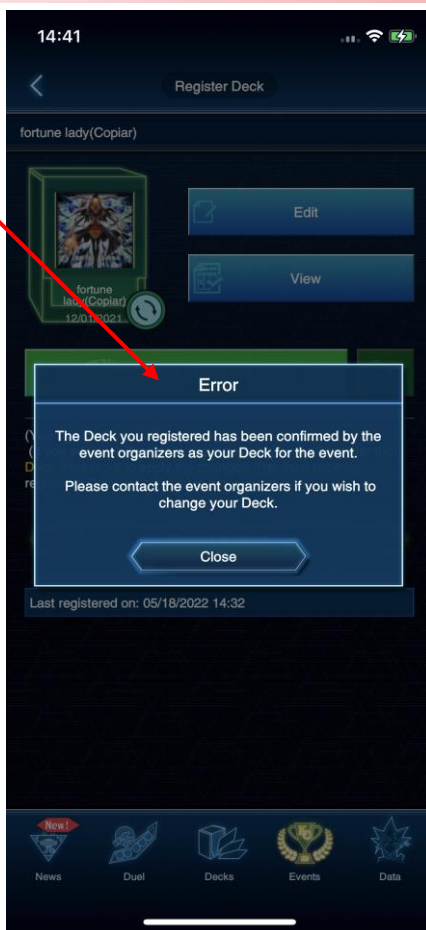 14:41
Register Deck
fortune lady(Copiar)
Edit
View
fortune
lady(Copiar)
12/01/2021
Error
The Deck you registered has been confirmed by the
event organizers as your Deck for the event.
Please contact the event organizers if you wish to
change your Deck.
Close
Last registered on: 05/18/2022 14:32
New!
News
Duel
Decks
Events
Data